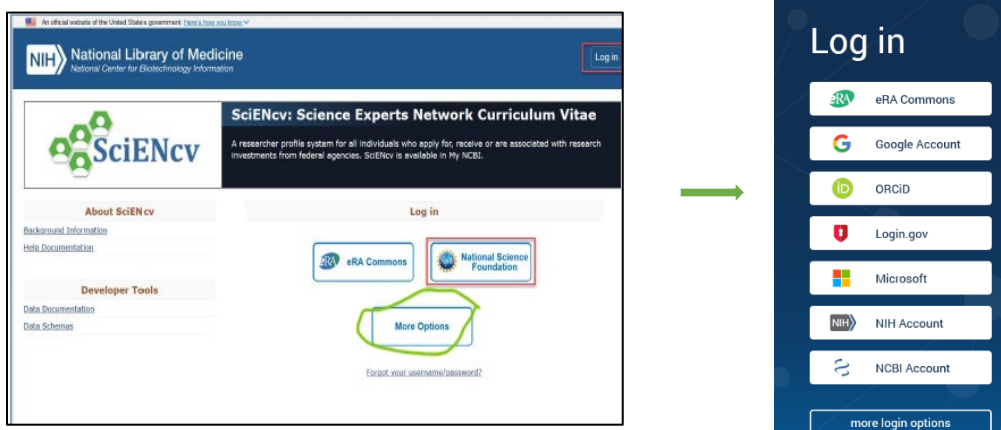 An official website of the United States government Here's how you know
NIH National Library of Medicine
National Center for Biotechnology Information
Log in
SciENcv
SciENcv: Science Experts Network Curriculum Vitae
A researcher profile system for all individuals who apply for, receive or are associated with research
investments from federal agencies. SciENcv is available in My NCBI.
About SciENcv
Background Information
Help Documentation
Developer Tools
Data Documentation
Data Schemas
Log in
eRA eRA Commons
National Science
Foundation
More Options
Forgot your username/password?
Log in
eRA eRA Commons
G Google Account
iD ORCiD
Login.gov
Microsoft
NIH NIH Account
NCBI Account
more login options